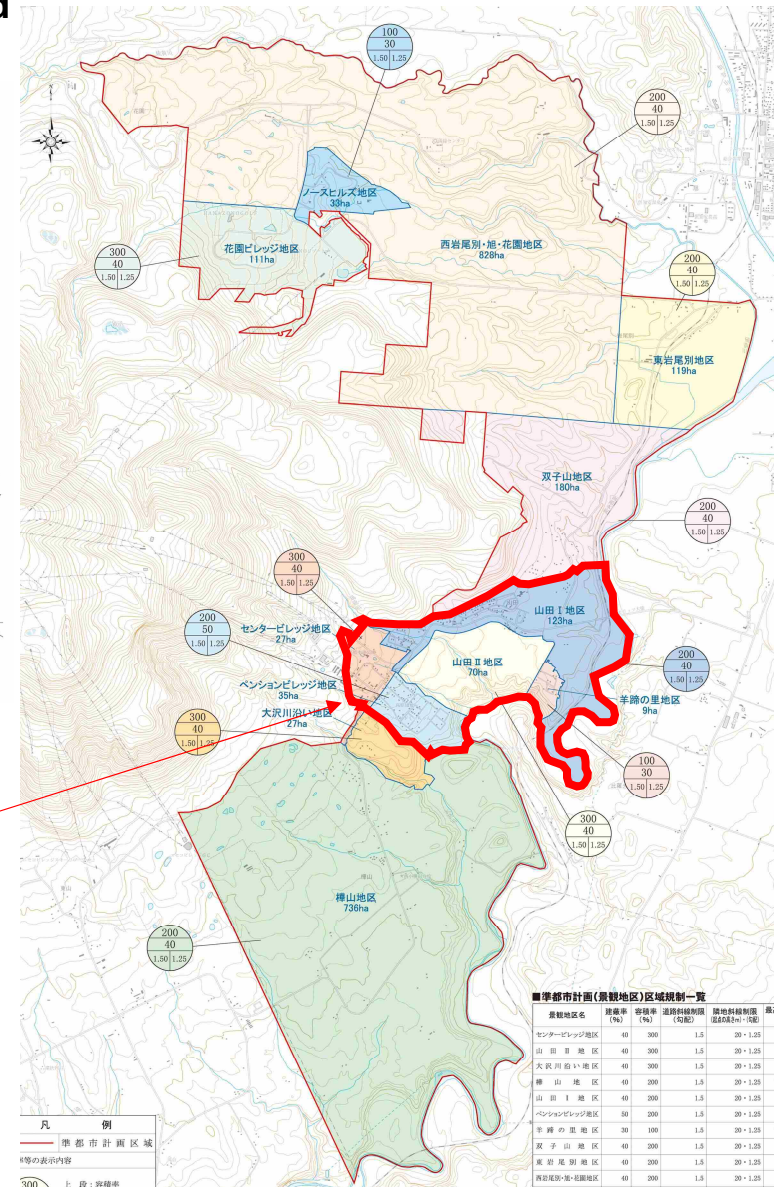 d
100
30
1.50 1.25
200
40
1.50 1.25
ノースヒルズ地区
33ha
花園ビレッジ地区
111ha
西岩尾別・旭・花園地区
828ha
300
40
1.50 1.25
200
40
1.50 1.25
東岩尾別地区
119ha
双子山地区
180ha
200
40
1.50 1.25
300
40
1.50 1.25
200
50
1.50 1.25
センタービレッジ地区
27ha
山田Ⅰ地区
123ha
山田Ⅱ地区
70ha
200
40
1.50 1.25
ペンションビレッジ地区
35ha
羊蹄の里地区
9ha
大沢川沿い地区
27ha
300
40
1.50 1.25
100
30
1.50 1.25
300
40
1.50 1.25
樺山
樺山地区
736ha
200
40
1.50 1.25
■準都市計画(景観地区)区域規制一覧
景観地区名 建蔽率(%) 容積率(%) 道路斜線制限(勾配) 隣地斜線制限
センタービレッジ地区 40 300 1.5 20・1.25
山田Ⅱ地区 40 300 1.5 20・1.25
大沢川沿い地区 40 300 1.5 20・1.25
樺山地区 40 200 1.5 20・1.25
山田Ⅰ地区 40 200 1.5 20・1.25
ペンションビレッジ地区 50 200 1.5 20・1.25
羊蹄の里地区 30 100 1.5 20・1.25
双子山地区 40 200 1.5 20・1.25
東岩尾別地区 40 200 1.5 20・1.25
西岩尾別・旭・花園地区 40 200 1.5 20・1.25
凡例
準都市計画区域
等の表示内容
300
上段:容積率